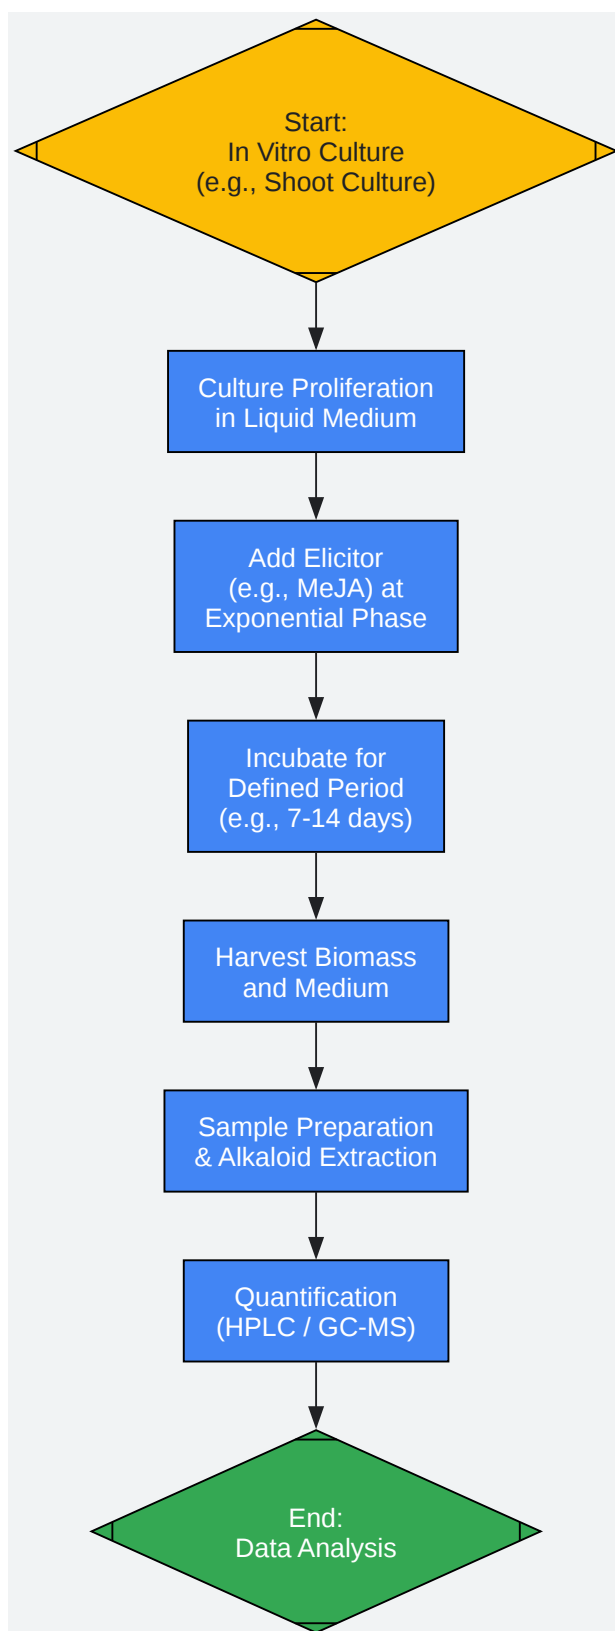 Start:
In Vitro Culture
(e.g., Shoot Culture)
Culture Proliferation
in Liquid Medium
Add Elicitor
(e.g., MeJA) at
Exponential Phase
Incubate for
Defined Period
(e.g., 7-14 days)
Harvest Biomass
and Medium
Sample Preparation
& Alkaloid Extraction
Quantification
(HPLC / GC-MS)
End:
Data Analysis